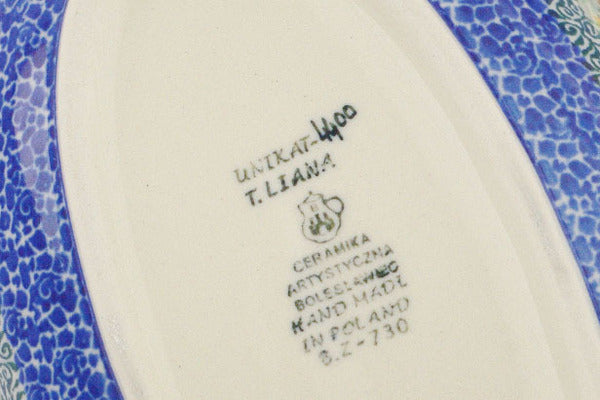 UNIKAT-4400
T. LIANA
CERAMIKA
ARTYSTYCZNA
BOLESŁAWIEC
HAND MADE
IN POLAND
B.Z-730